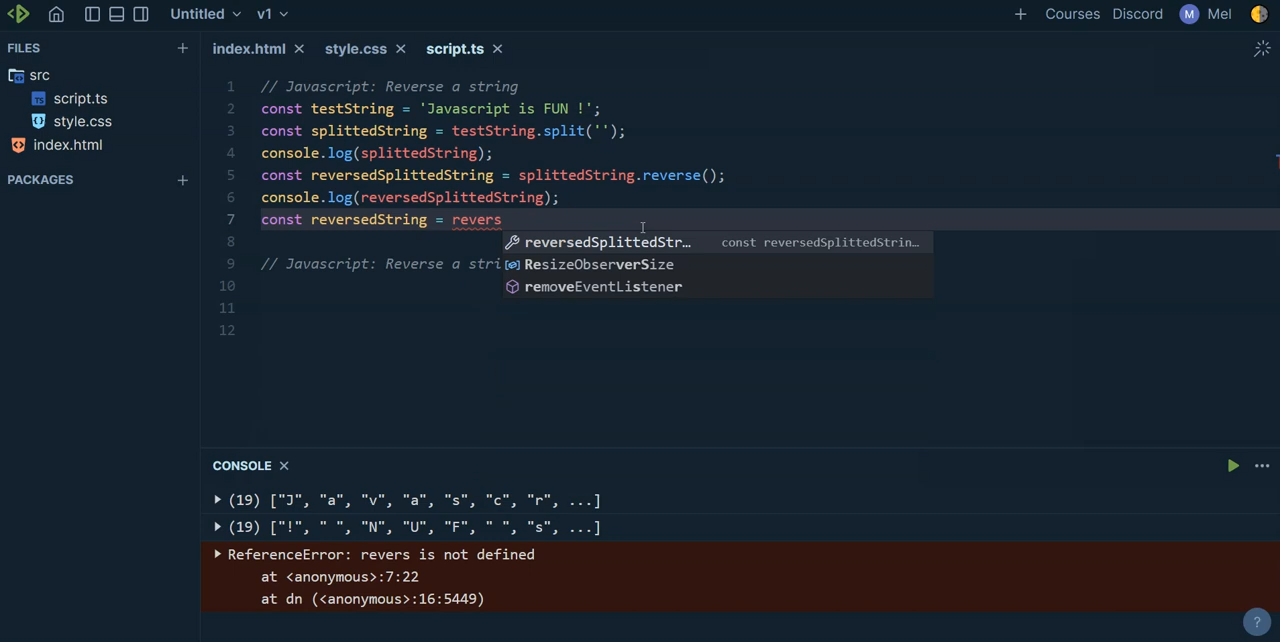 Untitled v1 + Courses Discord M Mel
FILES +
src
TS script.ts
style.css
index.html
PACKAGES +
index.html × style.css × script.ts ×
1 // Javascript: Reverse a string
2 const testString = 'Javascript is FUN !';
3 const splittedString = testString.split('');
4 console.log(splittedString);
5 const reversedSplittedString = splittedString.reverse();
6 console.log(reversedSplittedString);
7 const reversedString = revers
8
9 // Javascript: Reverse a stri
10
11
12
reversedSplittedStr... const reversedSplittedStrin…
ResizeObserverSize
removeEventListener
CONSOLE ×
(19) ["J", "a", "v", "a", "s", "c", "r", ...]
(19) ["!", " ", "N", "U", "F", " ", "s", ...]
ReferenceError: revers is not defined
at <anonymous>:7:22
at dn (<anonymous>:16:5449)
?